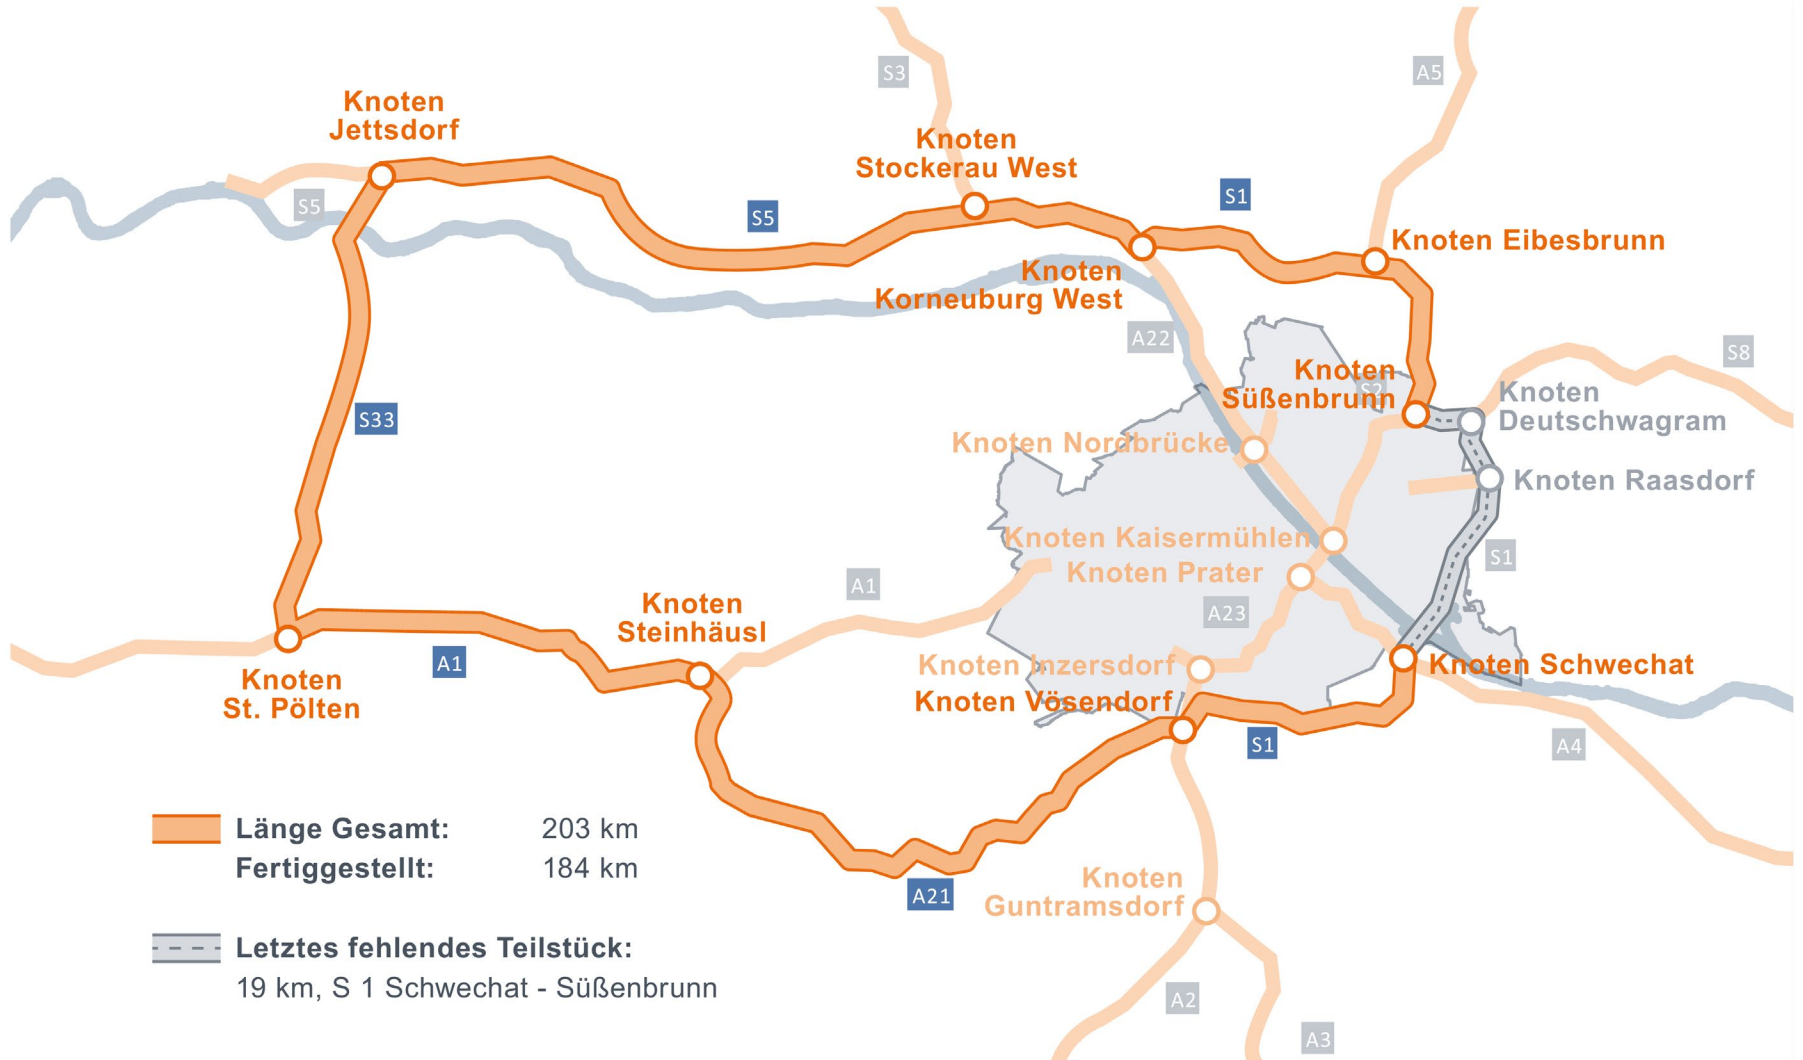 S3
A5
Knoten
Jettsdorf
Knoten
Stockerau West
S5
S5
S1
Knoten Eibesbrunn
Knoten
Korneuburg West
A22
S8
Knoten
Süßenbrunn
S2
Knoten
Deutschwagram
S33
Knoten Nordbrücke
Knoten Raasdorf
Knoten Kaisermühlen
S1
Knoten Prater
A1
A23
Knoten
Steinhäusl
A1
Knoten Inzersdorf
Knoten Schwechat
Knoten
St. Pölten
Knoten Vösendorf
S1
A4
Länge Gesamt: 203 km
Fertiggestellt: 184 km
A21
Knoten
Guntramsdorf
Letztes fehlendes Teilstück:
19 km, S 1 Schwechat - Süßenbrunn
A2
A3